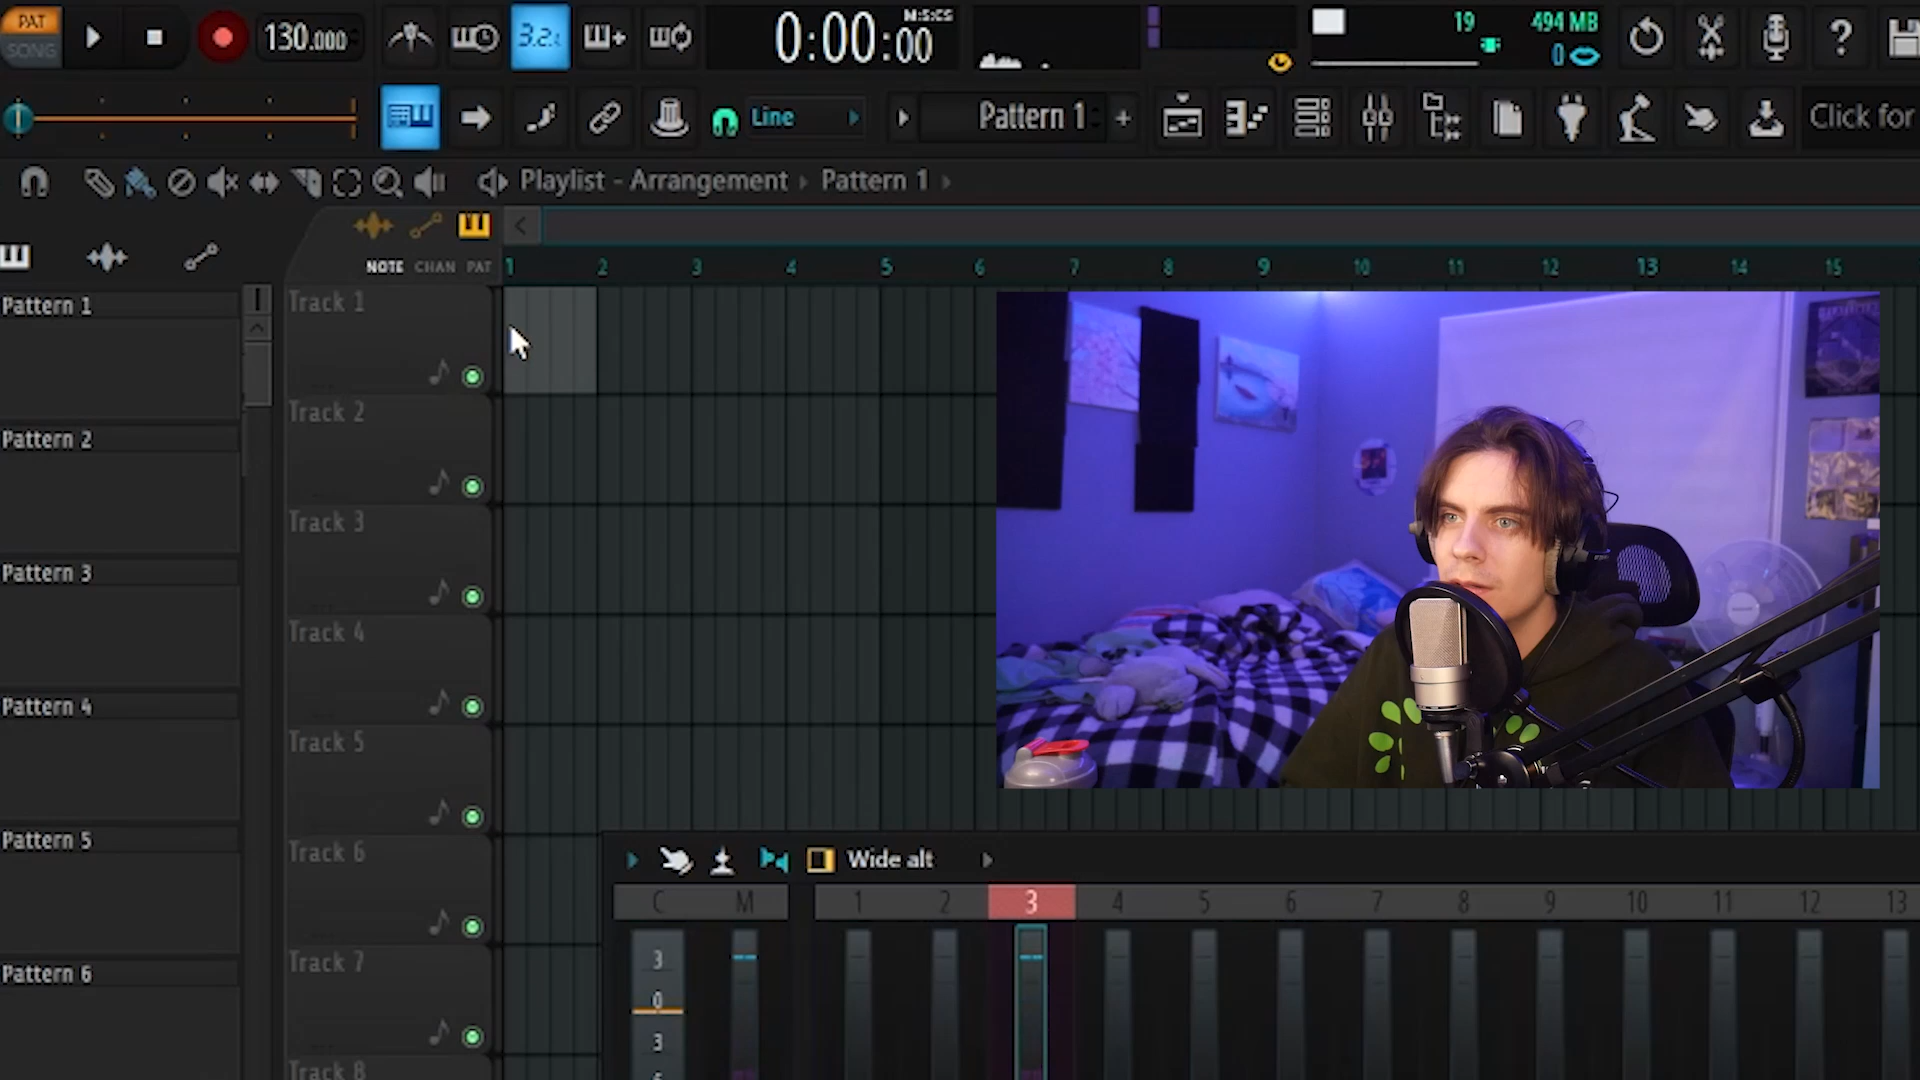 PAT
SONG
130.000
3.2.
0:00:00
M:S:CS
19
494 MB
0
?
Line
Pattern 1
+
Click for
Playlist - Arrangement › Pattern 1 ›
NOTE CHAN PAT
1 2 3 4 5 6 7 8 9 10 11 12 13 14 15
Pattern 1
Pattern 2
Pattern 3
Pattern 4
Pattern 5
Pattern 6
Track 1
Track 2
Track 3
Track 4
Track 5
Track 6
Track 7
Track 8
Wide alt
C M 1 2 3 4 5 6 7 8 9 10 11 12 13
3
0
3